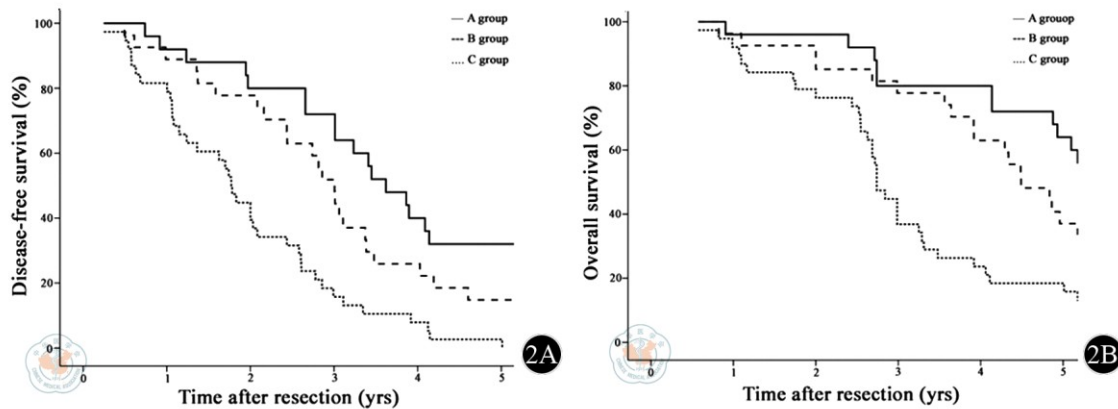 100
80
60
40
20
0
Disease-free survival (%)
A group
B group
C group
0 1 2 3 4 5
Time after resection (yrs)
2A
100
80
60
40
20
0
Overall survival (%)
A grouop
B group
C group
0 1 2 3 4 5
Time after resection (yrs)
2B